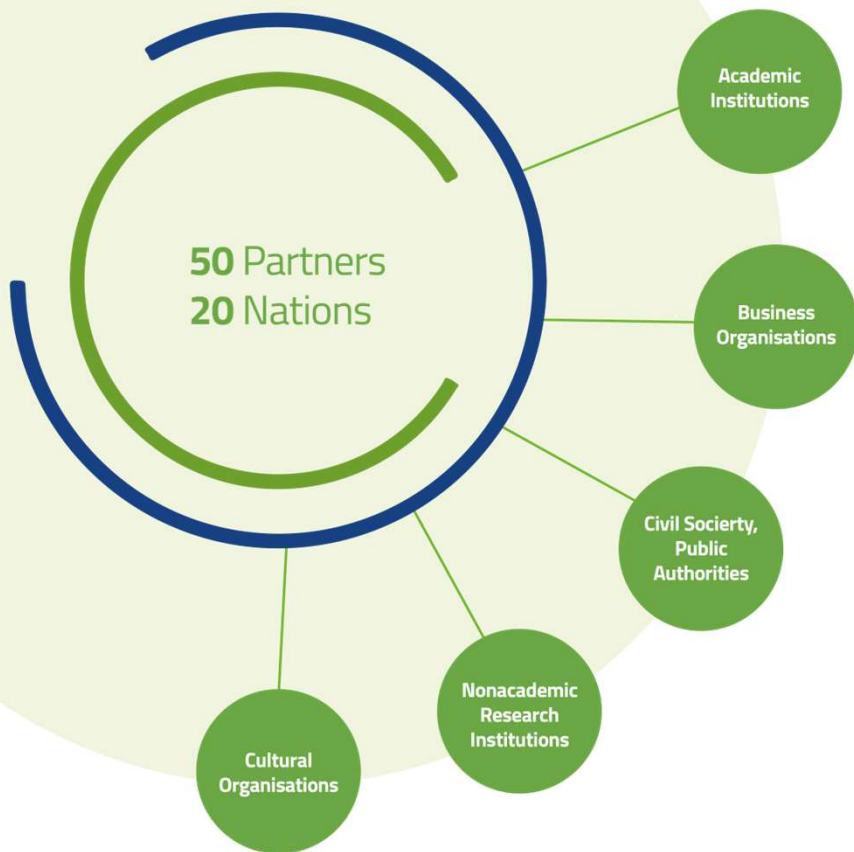 50 Partners
20 Nations
Academic
Institutions
Business
Organisations
Civil Socierty,
Public
Authorities
Nonacademic
Research
Institutions
Cultural
Organisations